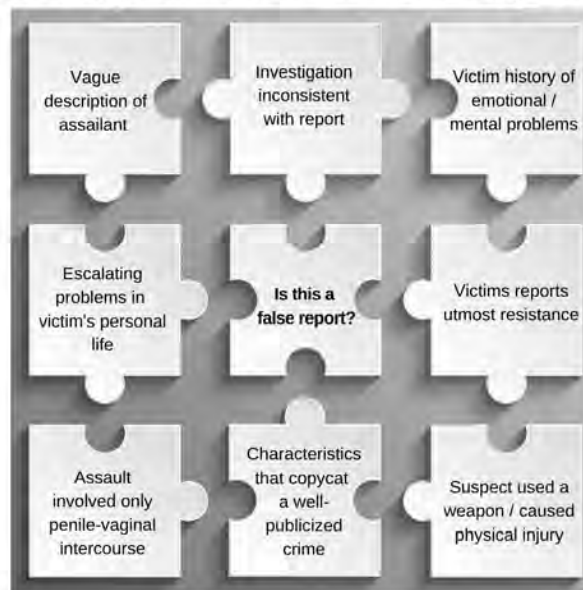 Vague
description of
assailant
Investigation
inconsistent
with report
Victim history of
emotional /
mental problems
Escalating
problems in
victim's personal
life
Is this a
false report?
Victims reports
utmost resistance
Assault
involved only
penile-vaginal
intercourse
Characteristics
that copycat
a well-
publicized
crime
Suspect used a
weapon / caused
physical injury